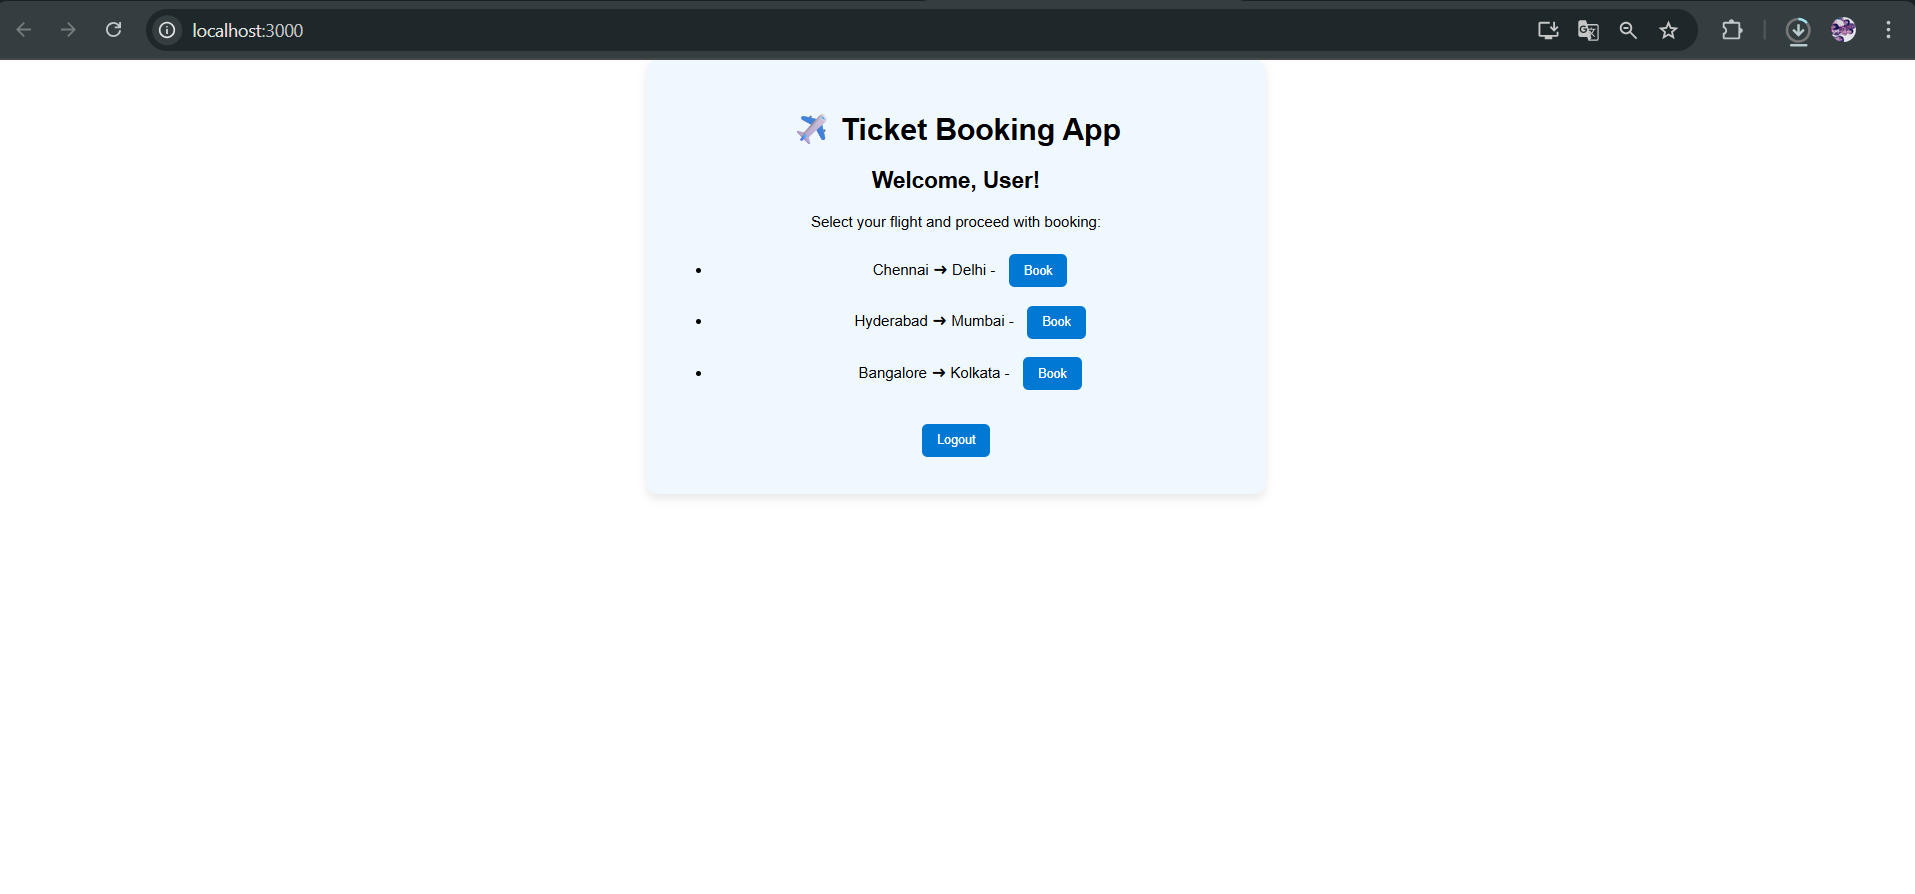 localhost:3000
✈️ Ticket Booking App
Welcome, User!
Select your flight and proceed with booking:
• Chennai ➜ Delhi - Book
• Hyderabad ➜ Mumbai - Book
• Bangalore ➜ Kolkata - Book
Logout